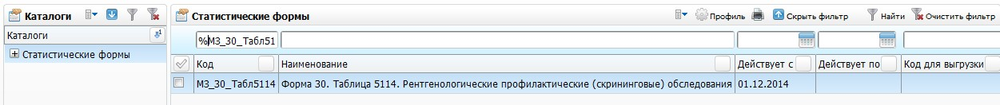 Каталоги
Каталоги
Статистические формы
Статистические формы
Профиль Скрыть фильтр Найти Очистить фильтр
%МЗ_30_Табл51
Код Наименование Действует с Действует по Код для выгрузки
МЗ_30_Табл5114 Форма 30. Таблица 5114. Рентгенологические профилактические (скрининговые) обследования 01.12.2014